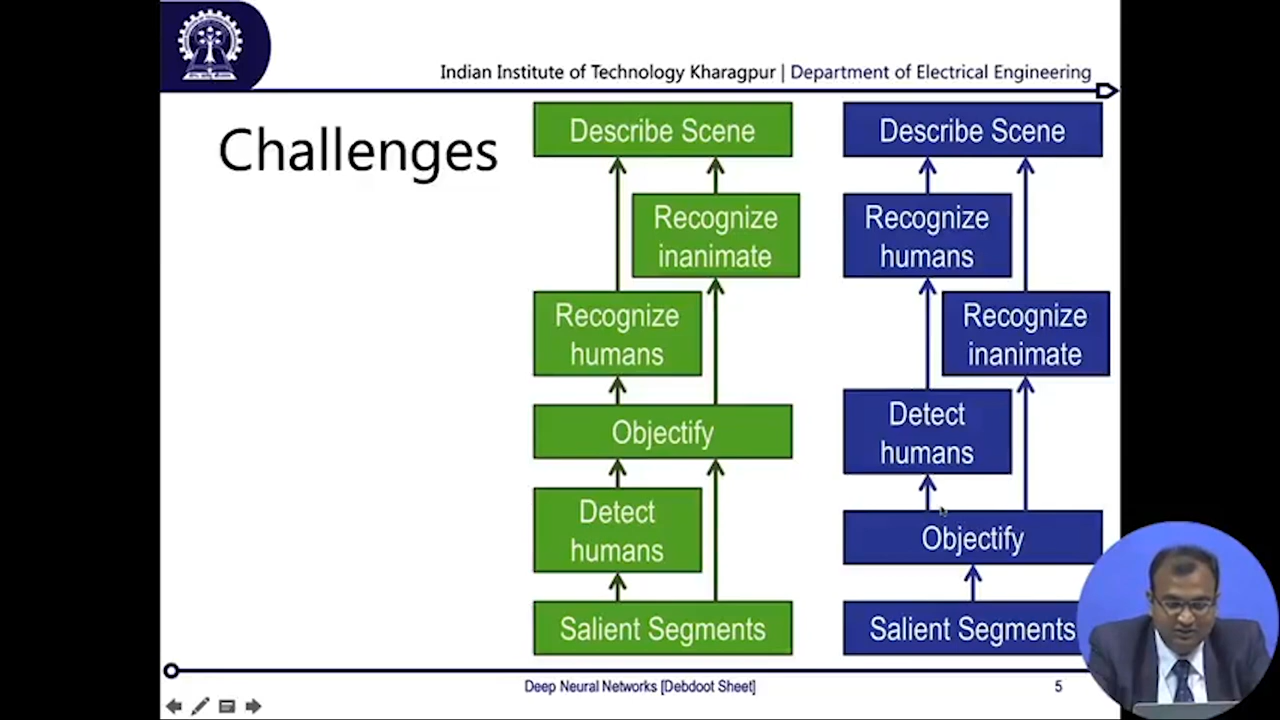 Indian Institute of Technology Kharagpur | Department of Electrical Engineering
Challenges
Describe Scene
Recognize
inanimate
Recognize
humans
Objectify
Detect
humans
Salient Segments
Describe Scene
Recognize
humans
Recognize
inanimate
Detect
humans
Objectify
Salient Segments
Deep Neural Networks [Debdoot Sheet]
5